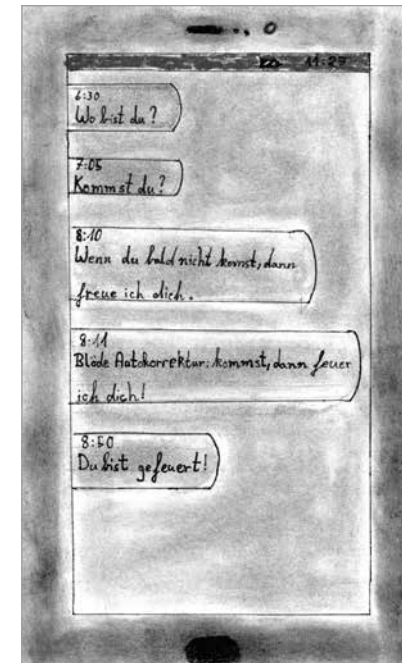 11:27
6:30
Wo bist du?
7:05
Kommst du?
8:10
Wenn du bald nicht komst, dann
freue ich dich.
8:11
Blöde Autokorrektur: kommst, dann feuer
ich dich!
8:50
Du bist gefeuert!